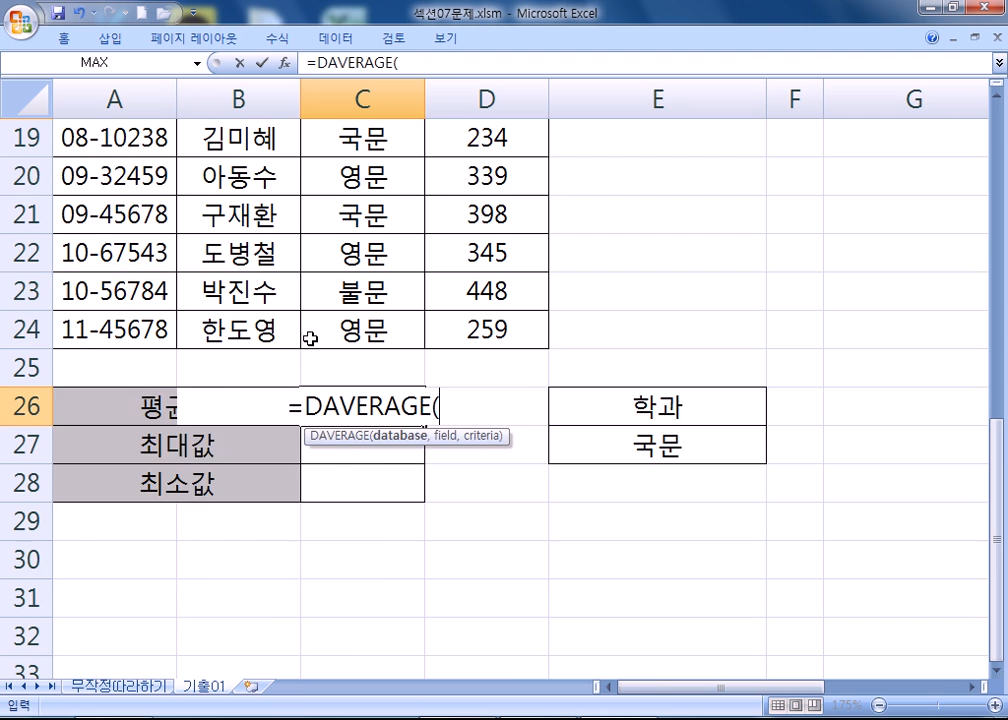 섹션07문제.xlsm - Microsoft Excel
홈 삽입 페이지 레이아웃 수식 데이터 검토 보기
MAX =DAVERAGE(
A B C D E F G
19 08-10238 김미혜 국문 234
20 09-32459 아동수 영문 339
21 09-45678 구재환 국문 398
22 10-67543 도병철 영문 345
23 10-56784 박진수 불문 448
24 11-45678 한도영 영문 259
25
26 평균 =DAVERAGE( 학과
DAVERAGE(database, field, criteria)
27 최대값 국문
28 최소값
29
30
31
32
33
무작정따라하기 기출01
입력 175%